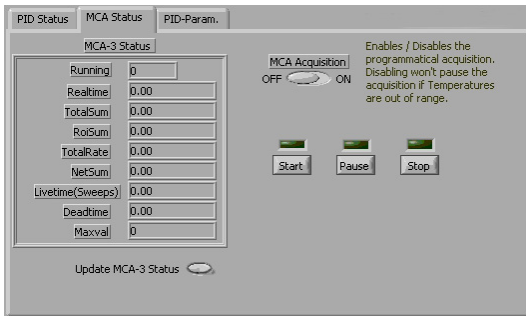 PID Status MCA Status PID-Param.
MCA-3 Status
Running 0
Realtime 0.00
TotalSum 0.00
RoiSum 0.00
TotalRate 0.00
NetSum 0.00
Livetime(Sweeps) 0.00
Deadtime 0.00
Maxval 0
Update MCA-3 Status
MCA Acquisition
OFF ON
Enables / Disables the
programmatical acquisition.
Disabling won't pause the
acquisition if Temperatures
are out of range.
Start Pause Stop